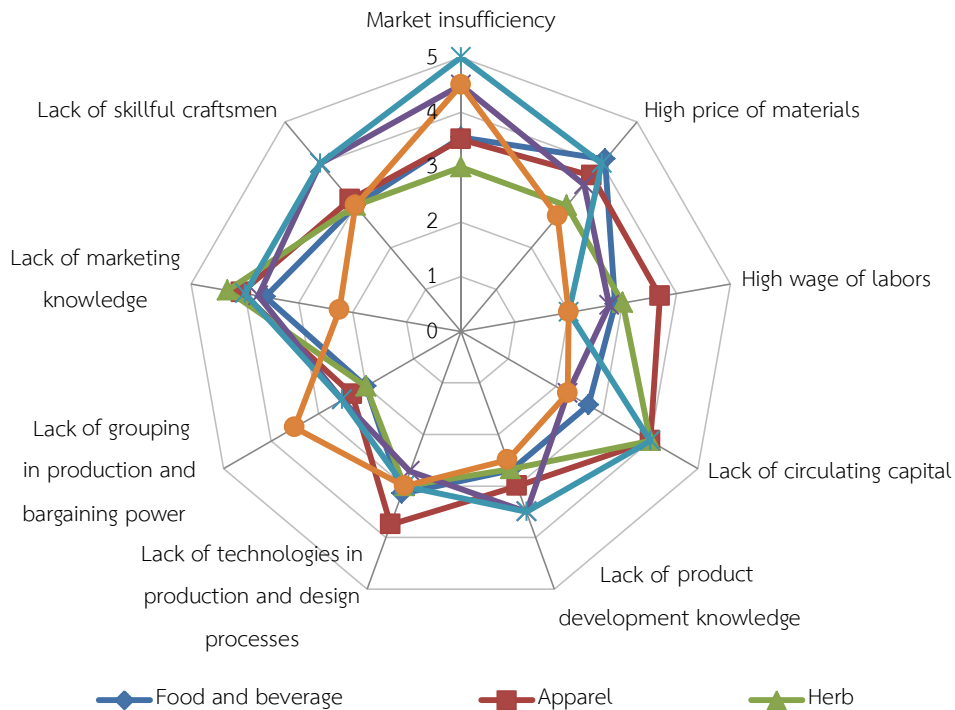 Market insufficiency
5
Lack of skillful craftsmen
High price of materials
4
3
2
Lack of marketing
knowledge
High wage of labors
1
0
Lack of grouping
in production and
bargaining power
Lack of circulating capital
Lack of technologies in
production and design
processes
Lack of product
development knowledge
Food and beverage
Apparel
Herb